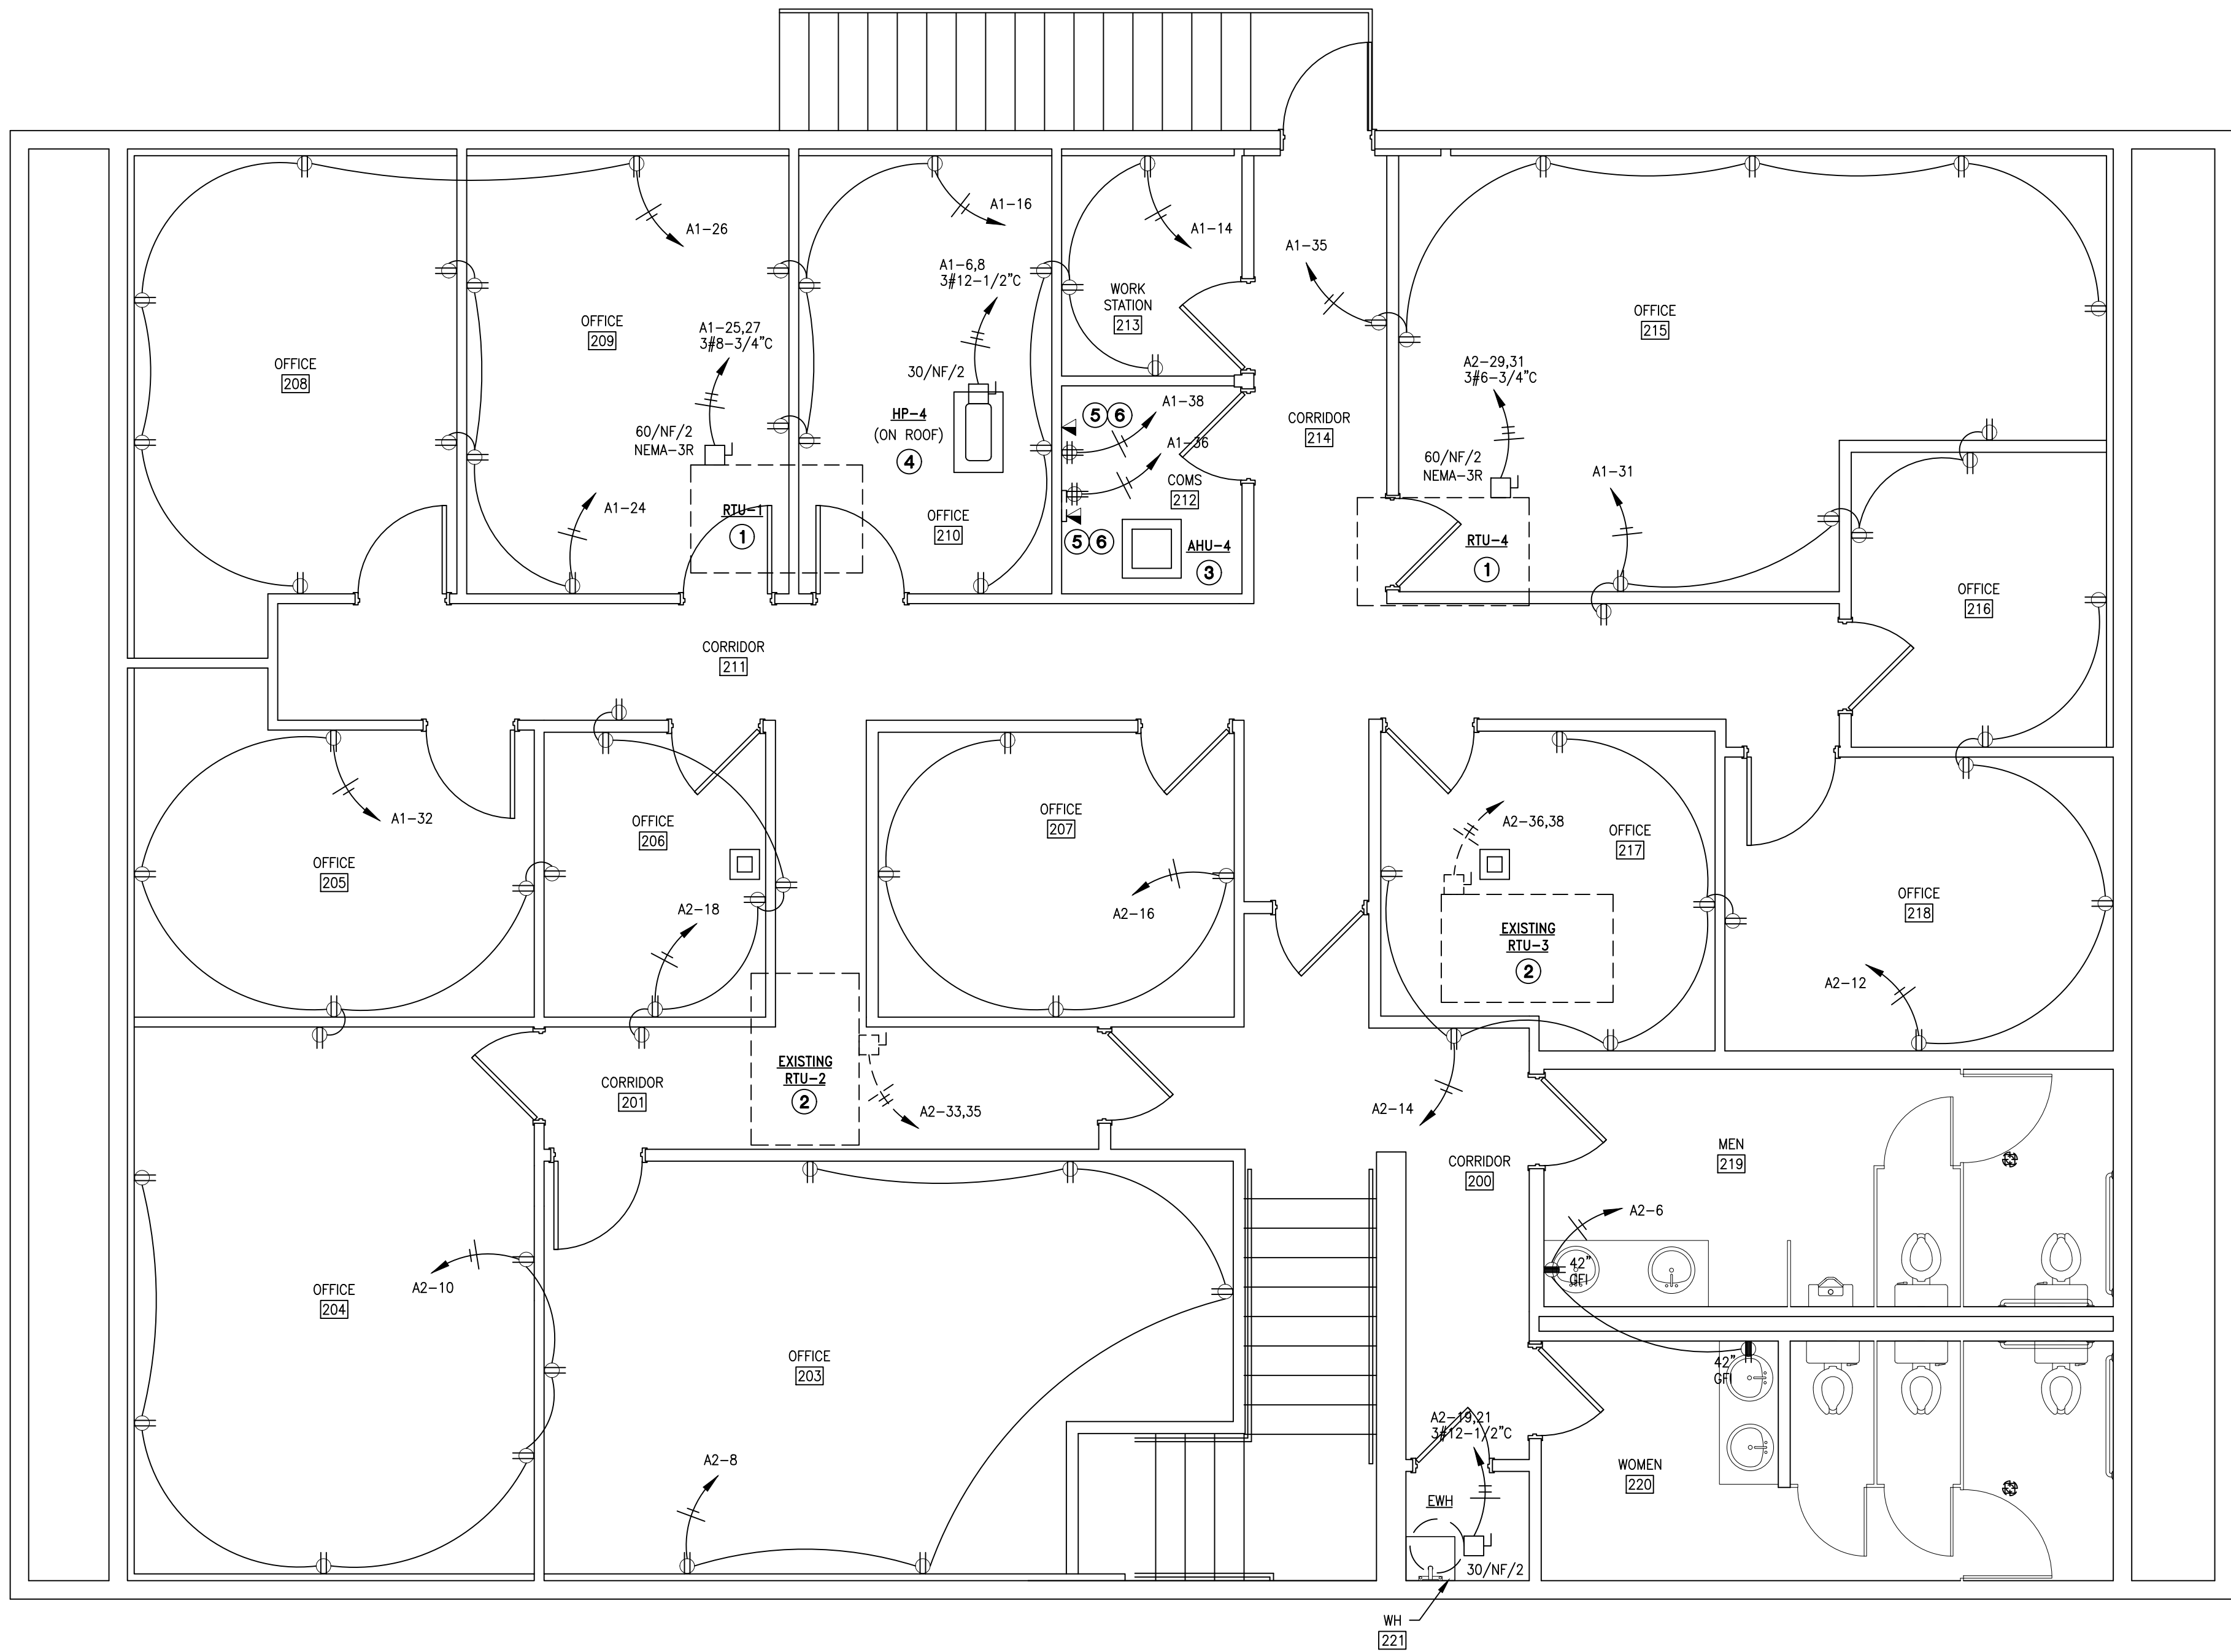 A1-26
A1-16
A1-14
A1-35
A1-6,8
3#12-1/2"C
WORK
STATION
213
OFFICE
208
OFFICE
209
A1-25,27
3#8-3/4"C
60/NF/2
NEMA-3R
30/NF/2
HP-4
(ON ROOF)
4
5 6
A1-38
A1-36
COMS
212
5 6
AHU-4
3
CORRIDOR
214
OFFICE
215
A2-29,31
3#6-3/4"C
60/NF/2
NEMA-3R
A1-31
RTU-4
1
A1-24
RTU-1
1
OFFICE
210
OFFICE
216
CORRIDOR
211
A1-32
OFFICE
205
OFFICE
206
A2-18
OFFICE
207
A2-16
A2-36,38
OFFICE
217
EXISTING
RTU-3
2
OFFICE
218
A2-12
CORRIDOR
201
EXISTING
RTU-2
2
A2-33,35
A2-14
CORRIDOR
200
MEN
219
A2-6
42"
GFI
42"
GFI
A2-10
OFFICE
204
OFFICE
203
A2-8
A2-19,21
3#12-1/2"C
EWH
30/NF/2
WOMEN
220
WH
221